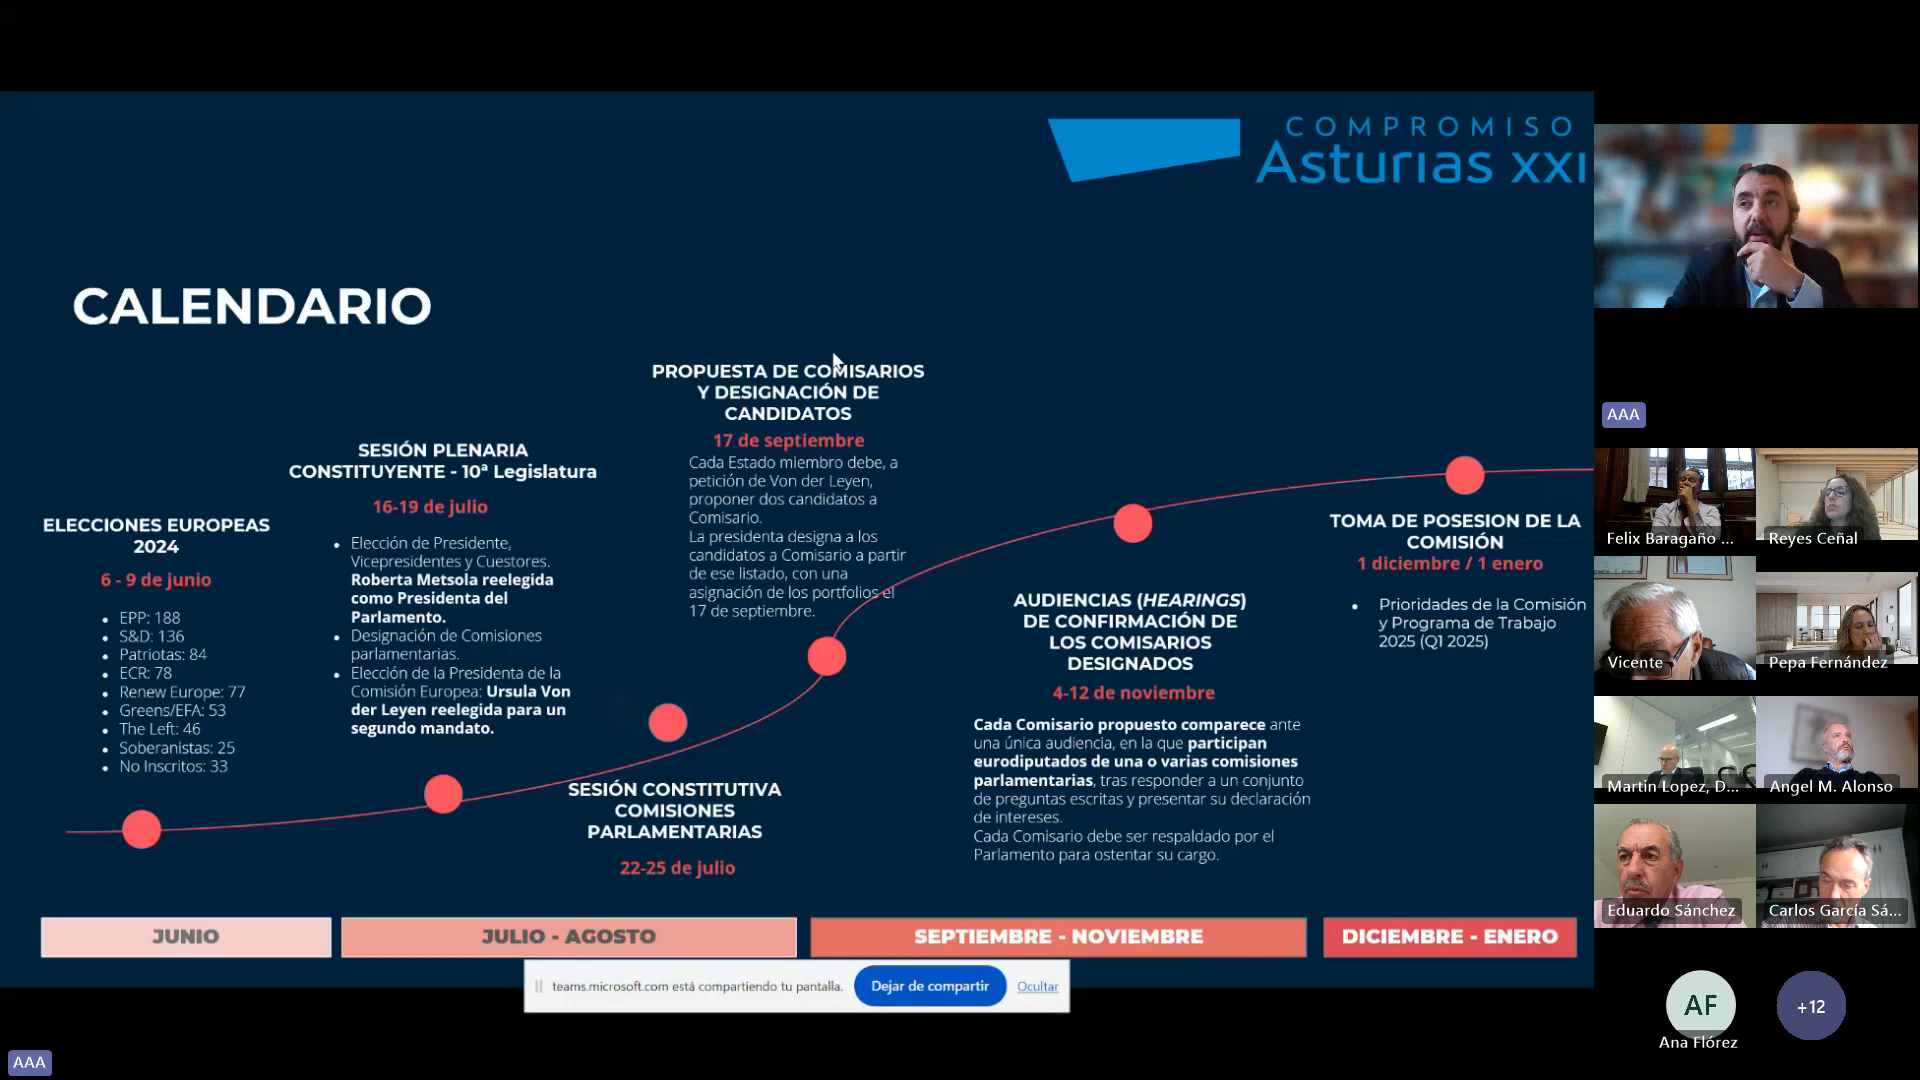 COMPROMISO
Asturias xxi
CALENDARIO
ELECCIONES EUROPEAS
2024
6 - 9 de junio
EPP: 188
S&D: 136
Patriotas: 84
ECR: 78
Renew Europe: 77
Greens/EFA: 53
The Left: 46
Soberanistas: 25
No Inscritos: 33
SESIÓN PLENARIA
CONSTITUYENTE - 10ª Legislatura
16-19 de julio
Elección de Presidente,
Vicepresidentes y Cuestores.
Roberta Metsola reelegida
como Presidenta del
Parlamento.
Designación de Comisiones
parlamentarias.
Elección de la Presidenta de la
Comisión Europea: Ursula Von
der Leyen reelegida para un
segundo mandato.
SESIÓN CONSTITUTIVA
COMISIONES
PARLAMENTARIAS
22-25 de julio
PROPUESTA DE COMISARIOS
Y DESIGNACIÓN DE
CANDIDATOS
17 de septiembre
Cada Estado miembro debe, a
petición de Von der Leyen,
proponer dos candidatos a
Comisario.
La presidenta designa a los
candidatos a Comisario a partir
de ese listado, con una
asignación de los portfolios el
17 de septiembre.
AUDIENCIAS (HEARINGS)
DE CONFIRMACIÓN DE
LOS COMISARIOS
DESIGNADOS
4-12 de noviembre
Cada Comisario propuesto comparece ante
una única audiencia, en la que participan
eurodiputados de una o varias comisiones
parlamentarias, tras responder a un conjunto
de preguntas escritas y presentar su declaración
de intereses.
Cada Comisario debe ser respaldado por el
Parlamento para ostentar su cargo.
TOMA DE POSESION DE LA
COMISIÓN
1 diciembre / 1 enero
Prioridades de la Comisión
y Programa de Trabajo
2025 (Q1 2025)
JUNIO
JULIO - AGOSTO
SEPTIEMBRE - NOVIEMBRE
DICIEMBRE - ENERO
teams.microsoft.com está compartiendo tu pantalla.
Dejar de compartir
Ocultar
AAA
AAA
Felix Baragaño ...
Reyes Ceñal
Vicente
Pepa Fernández
Martin Lopez, D...
Angel M. Alonso
Eduardo Sánchez
Carlos García Sá...
AF
Ana Flórez
+12